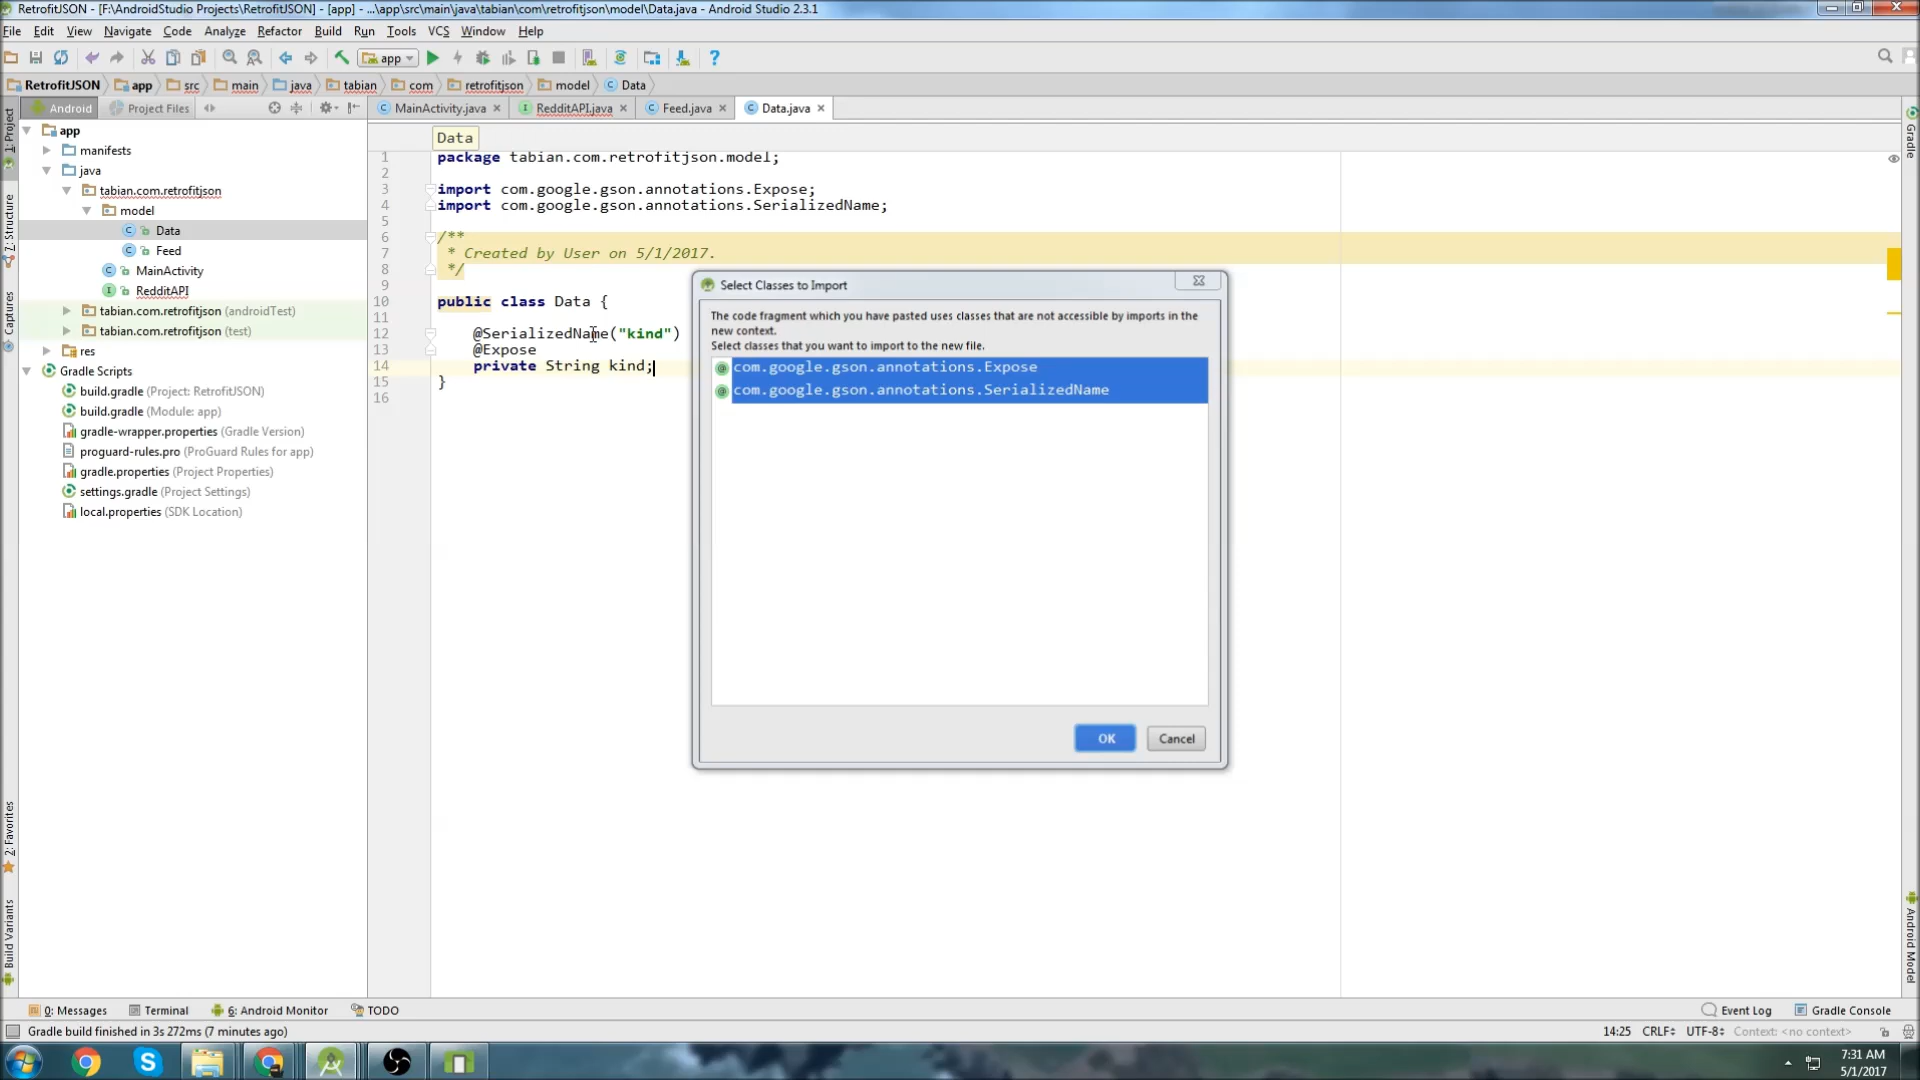 RetrofitJSON - [F:\AndroidStudio Projects\RetrofitJSON] - [app] - ...\app\src\main\java\tabian\com\retrofitjson\model\Data.java - Android Studio 2.3.1
File Edit View Navigate Code Analyze Refactor Build Run Tools VCS Window Help
app
RetrofitJSON app src main java tabian com retrofitjson model Data
Android Project Files
MainActivity.java RedditAPI.java Feed.java Data.java
1: Project
7: Structure
Captures
2: Favorites
Build Variants
app
manifests
java
tabian.com.retrofitjson
model
Data
Feed
MainActivity
RedditAPI
tabian.com.retrofitjson (androidTest)
tabian.com.retrofitjson (test)
res
Gradle Scripts
build.gradle (Project: RetrofitJSON)
build.gradle (Module: app)
gradle-wrapper.properties (Gradle Version)
proguard-rules.pro (ProGuard Rules for app)
gradle.properties (Project Properties)
settings.gradle (Project Settings)
local.properties (SDK Location)
Data
1 package tabian.com.retrofitjson.model;
2
3 import com.google.gson.annotations.Expose;
4 import com.google.gson.annotations.SerializedName;
5
6 /**
7 * Created by User on 5/1/2017.
8 */
9
10 public class Data {
11
12 @SerializedName("kind")
13 @Expose
14 private String kind;
15 }
16
Select Classes to Import
The code fragment which you have pasted uses classes that are not accessible by imports in the
new context.
Select classes that you want to import to the new file.
com.google.gson.annotations.Expose
com.google.gson.annotations.SerializedName
OK Cancel
Gradle
Android Model
0: Messages Terminal 6: Android Monitor TODO Event Log Gradle Console
Gradle build finished in 3s 272ms (7 minutes ago) 14:25 CRLF UTF-8 Context: <no context>
7:31 AM
5/1/2017